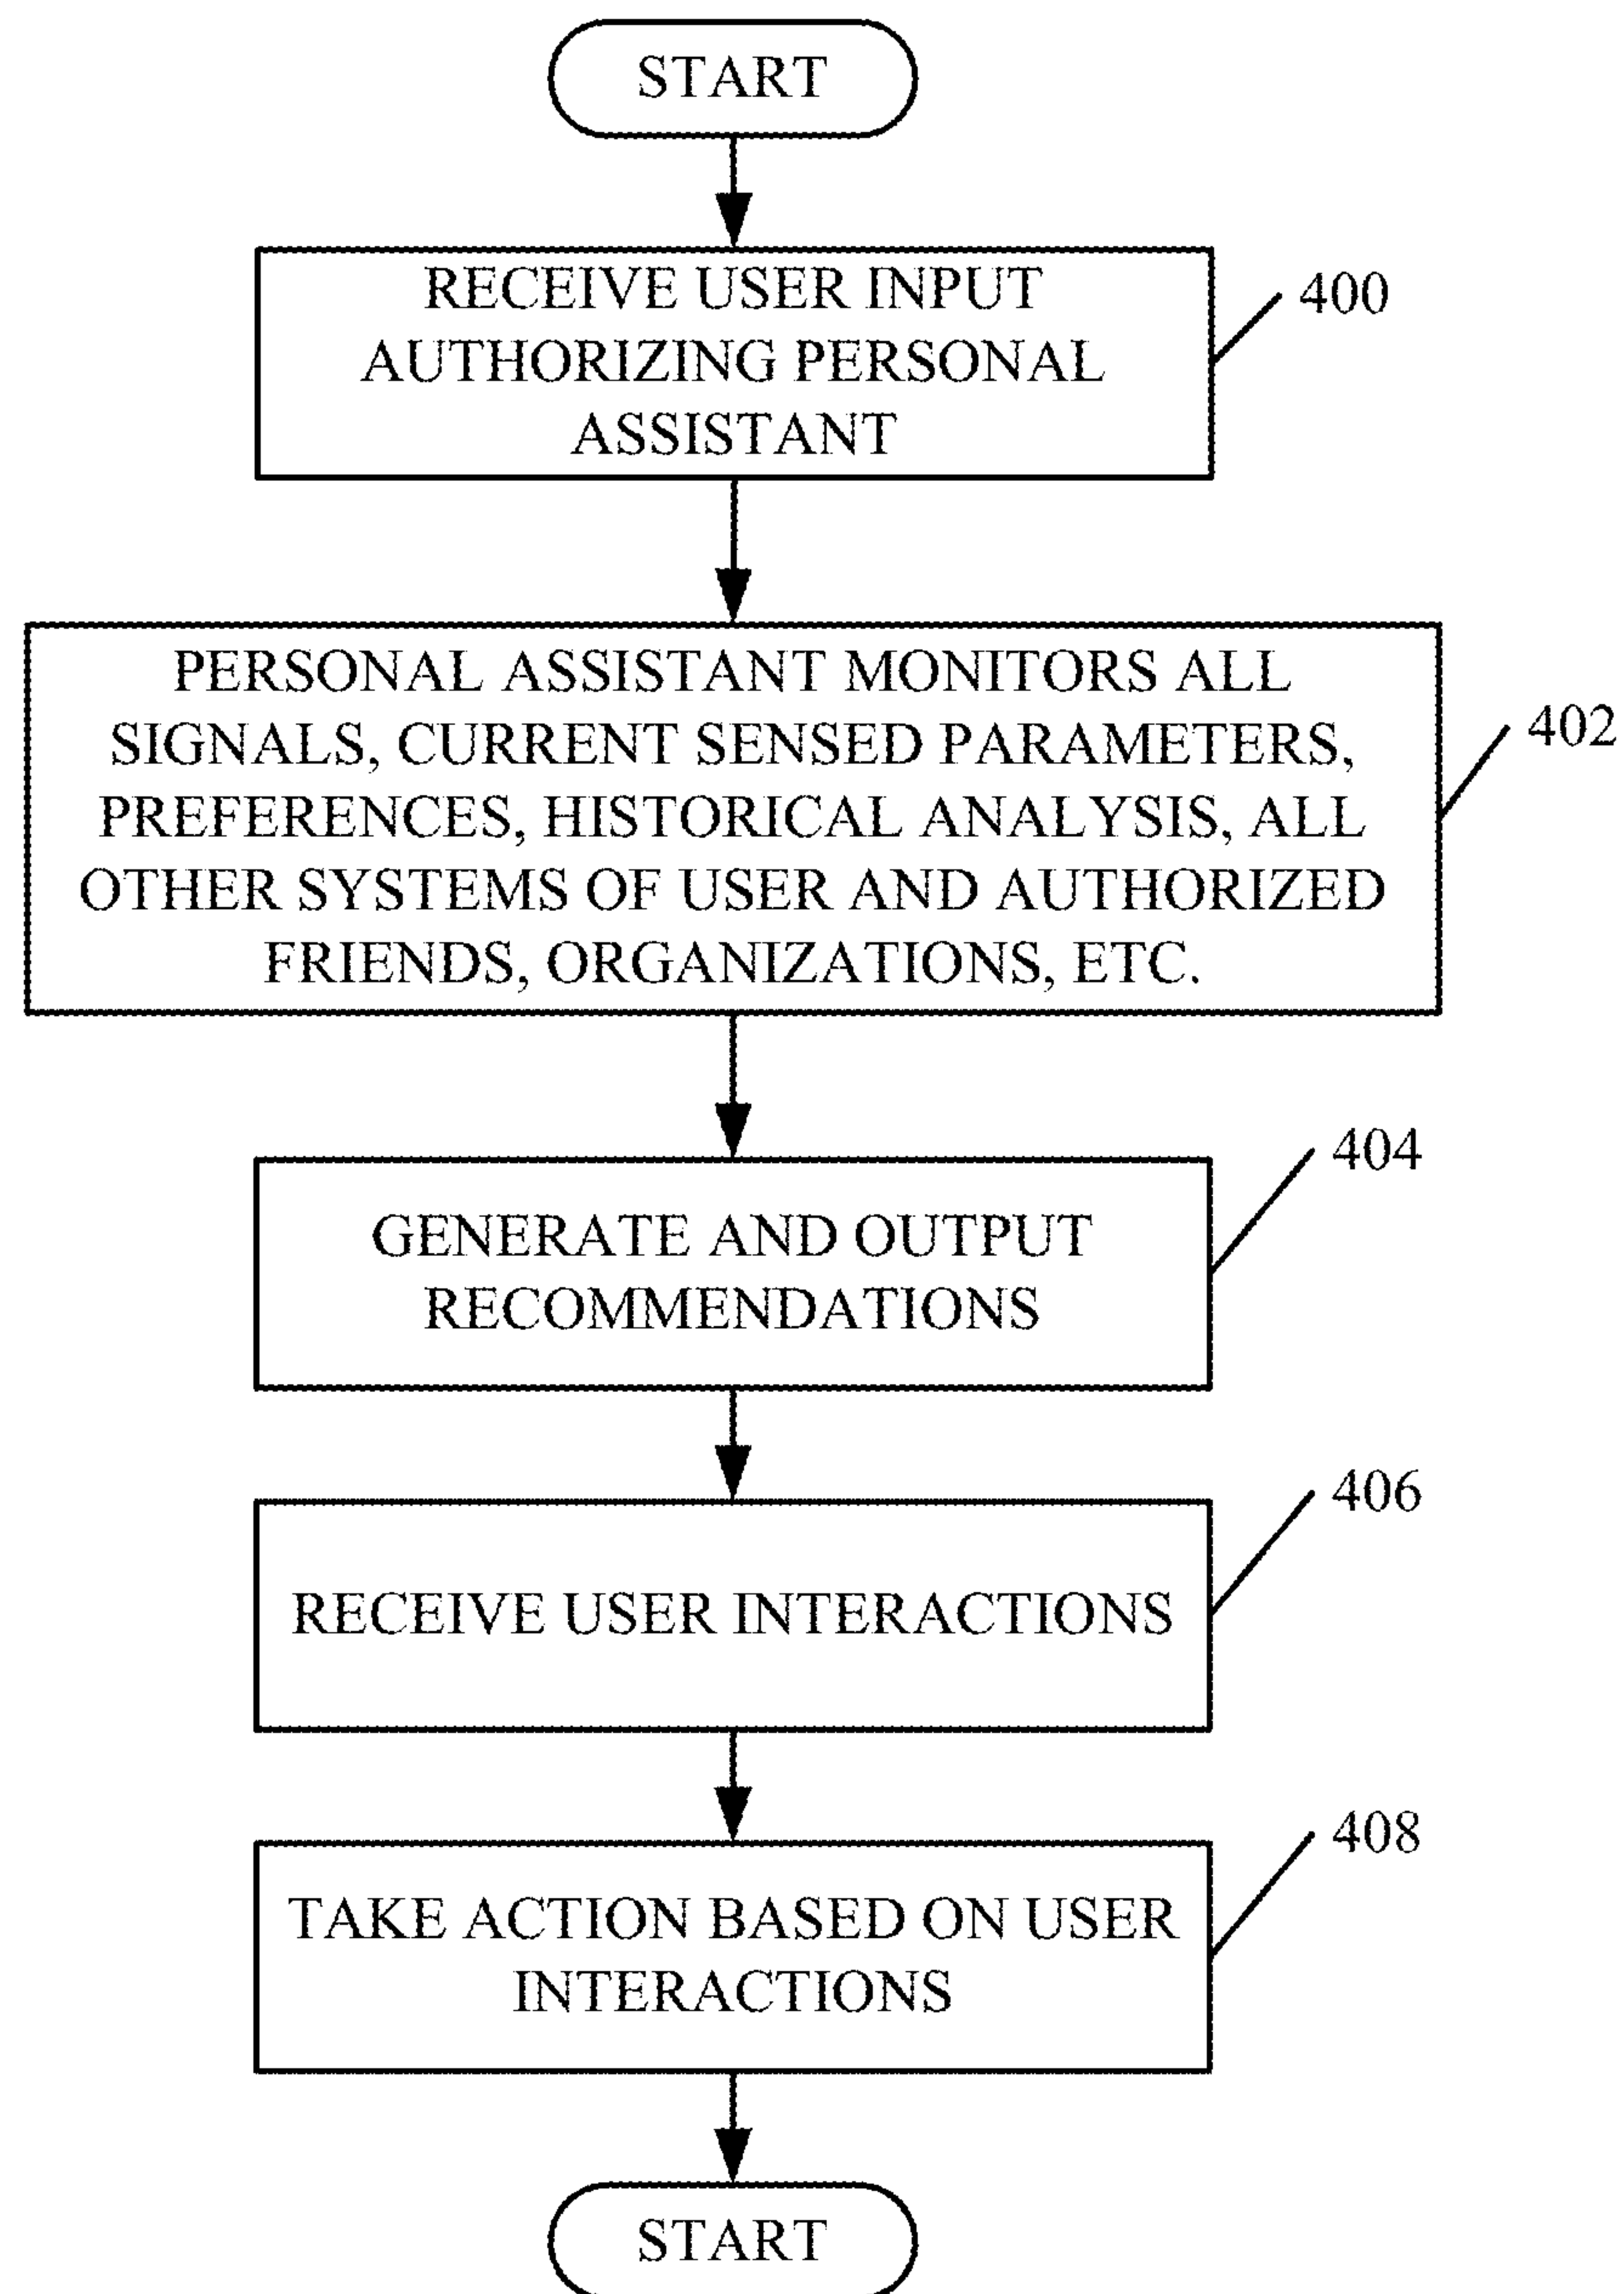 START
RECEIVE USER INPUT
AUTHORIZING PERSONAL
ASSISTANT
400
PERSONAL ASSISTANT MONITORS ALL
SIGNALS, CURRENT SENSED PARAMETERS,
PREFERENCES, HISTORICAL ANALYSIS, ALL
OTHER SYSTEMS OF USER AND AUTHORIZED
FRIENDS, ORGANIZATIONS, ETC.
402
GENERATE AND OUTPUT
RECOMMENDATIONS
404
RECEIVE USER INTERACTIONS
406
TAKE ACTION BASED ON USER
INTERACTIONS
408
START